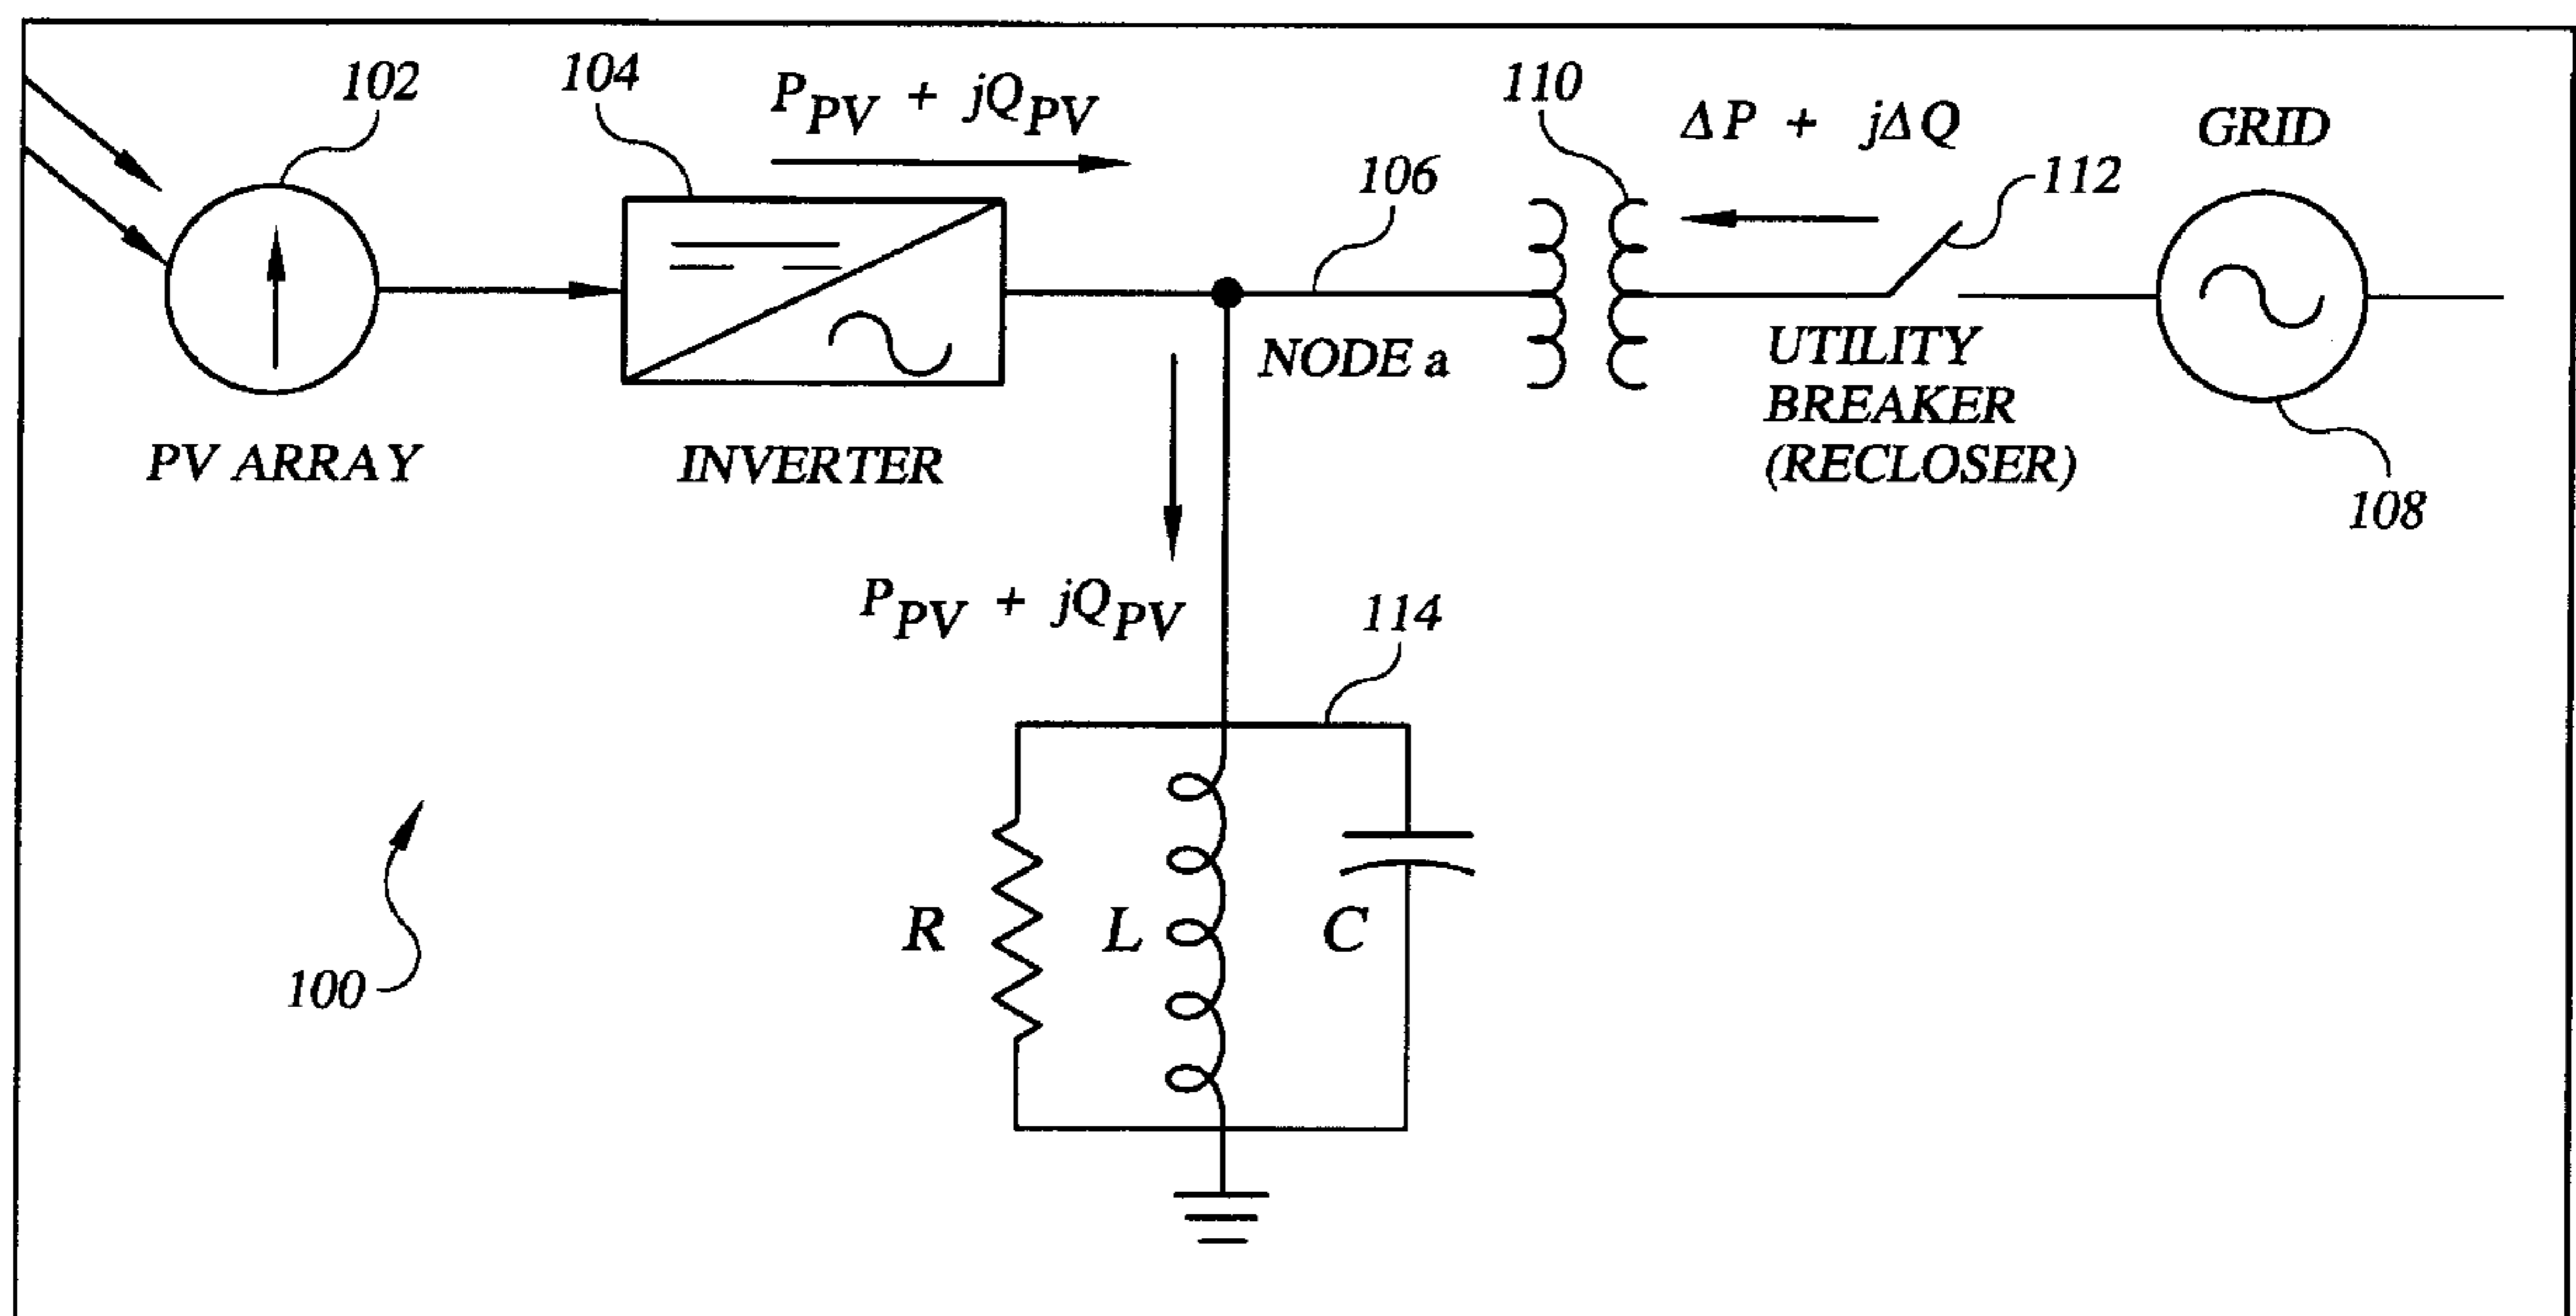 102
104
P_PV + jQ_PV
110
ΔP + jΔQ
GRID
106
112
NODE a
UTILITY
BREAKER
(RECLOSER)
PV ARRAY
INVERTER
108
P_PV + jQ_PV
114
R
L
C
100